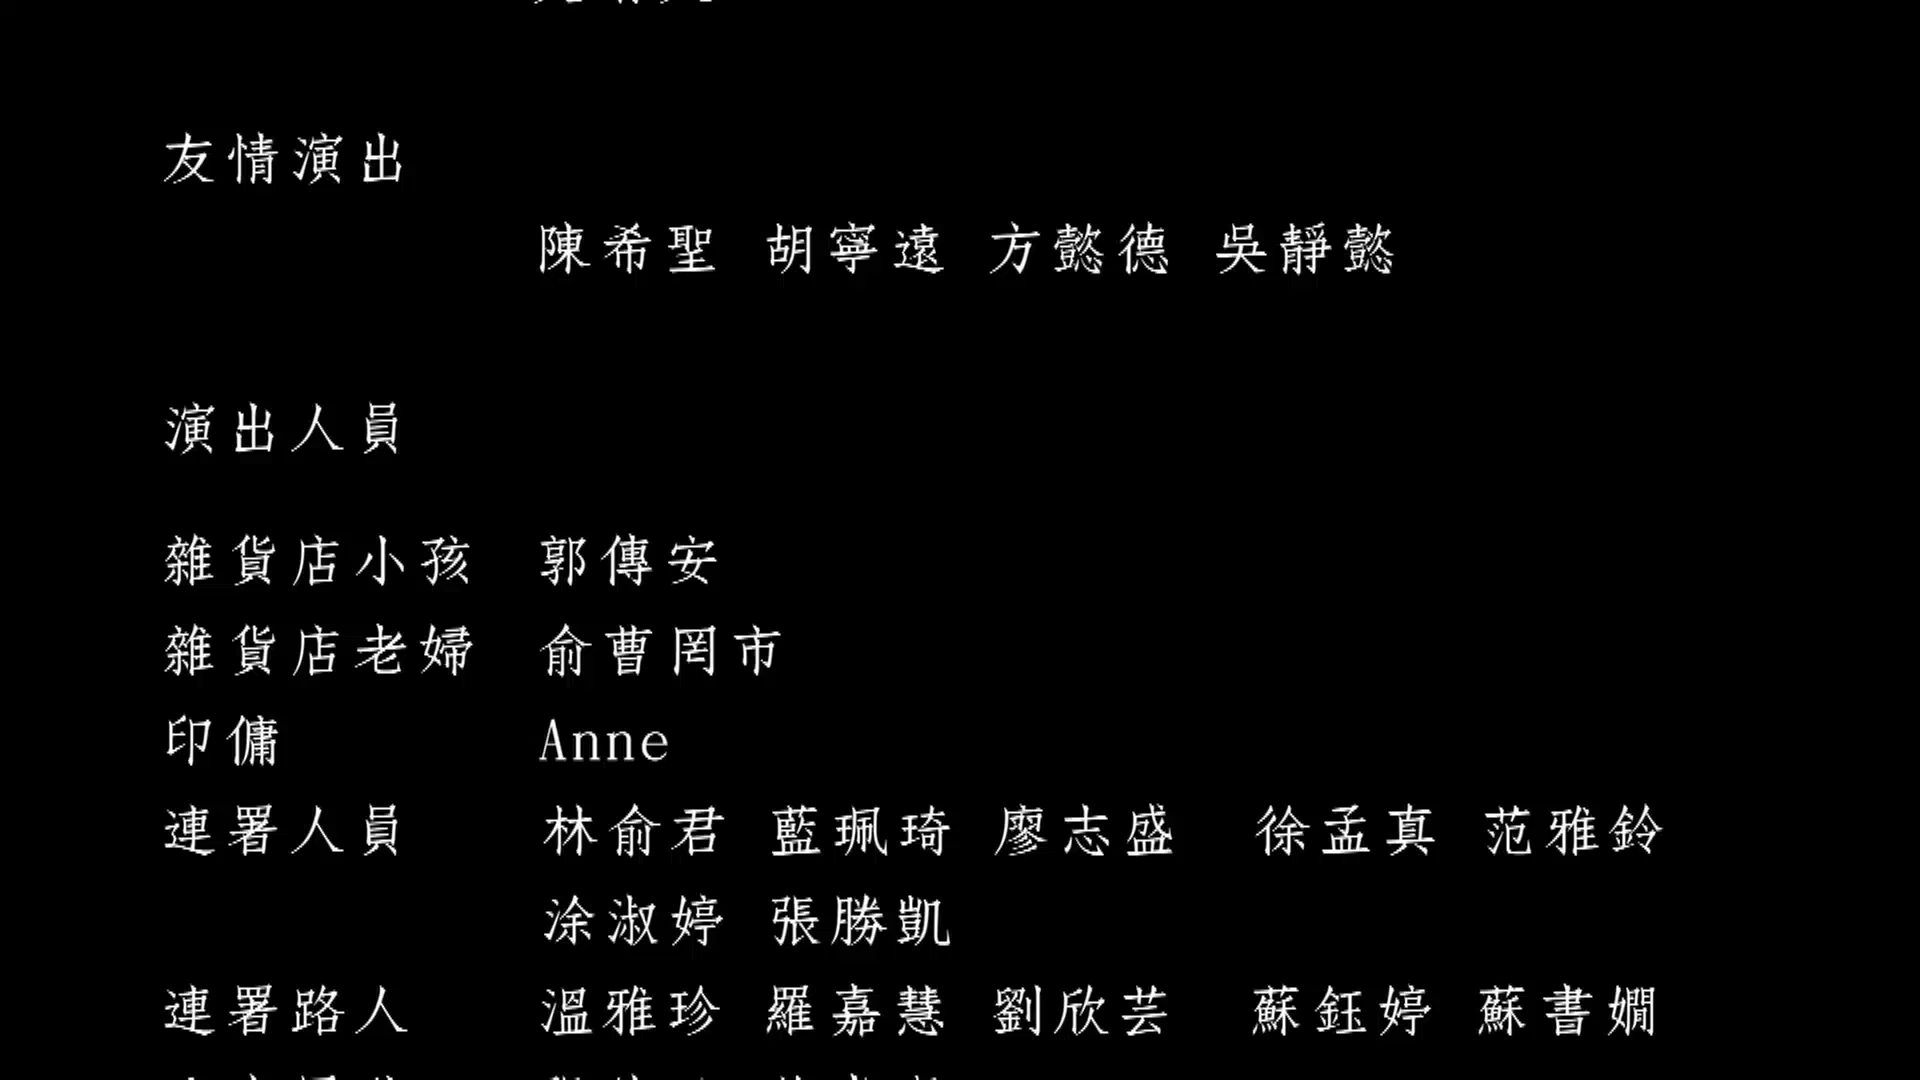 友情演出
陳希聖 胡寧遠 方懿德 吳靜懿
演出人員
雜貨店小孩 郭傳安
雜貨店老婦 俞曹罔市
印傭 Anne
連署人員 林俞君 藍珮琦 廖志盛 徐孟真 范雅鈴
涂淑婷 張勝凱
連署路人 溫雅珍 羅嘉慧 劉欣芸 蘇鈺婷 蘇書嫺